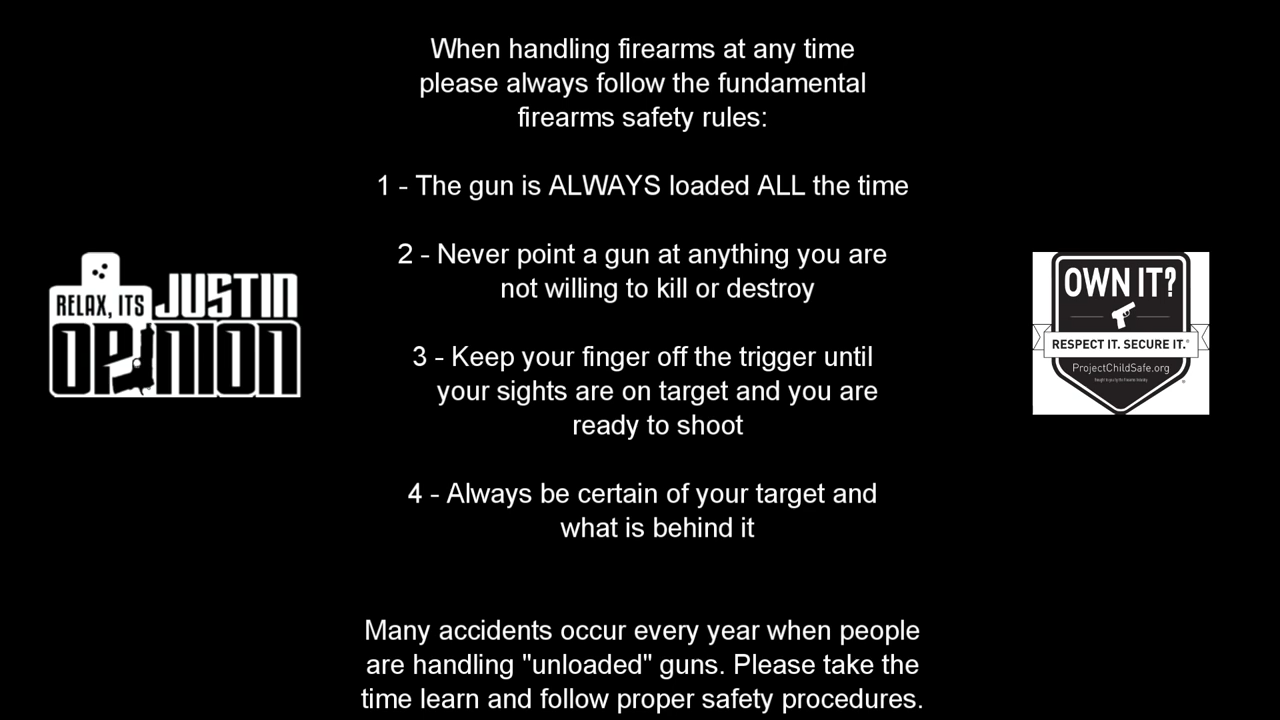 When handling firearms at any time
please always follow the fundamental
firearms safety rules:
1 - The gun is ALWAYS loaded ALL the time
2 - Never point a gun at anything you are
not willing to kill or destroy
3 - Keep your finger off the trigger until
your sights are on target and you are
ready to shoot
4 - Always be certain of your target and
what is behind it
Many accidents occur every year when people
are handling "unloaded" guns. Please take the
time learn and follow proper safety procedures.
RELAX, ITS JUSTIN
OPINION
OWN IT?
RESPECT IT. SECURE IT.®
ProjectChildSafe.org